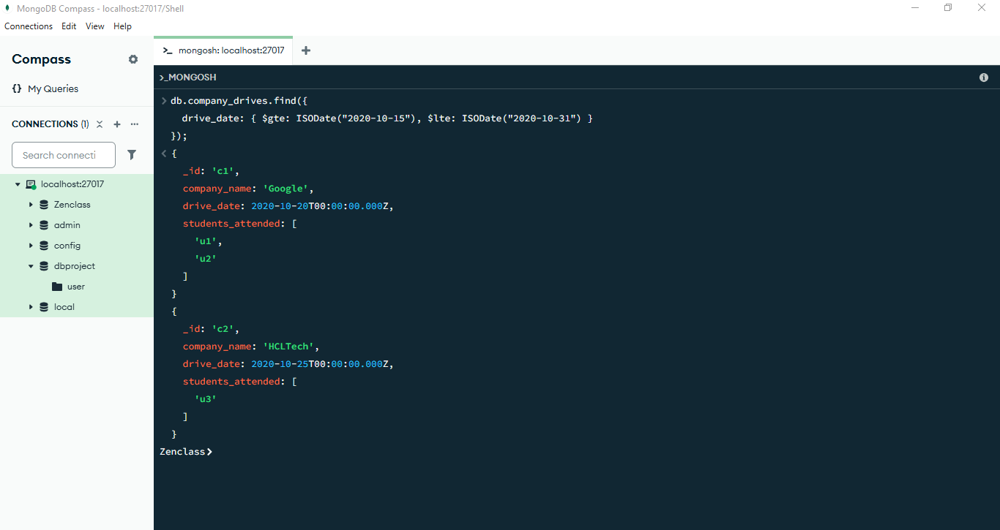 MongoDB Compass - localhost:27017/Shell
Connections Edit View Help
Compass
{} My Queries
CONNECTIONS (1)
Search connecti
localhost:27017
Zenclass
admin
config
dbproject
user
local
>_ mongosh: localhost:27017
>_MONGOSH
> db.company_drives.find({
drive_date: { $gte: ISODate("2020-10-15"), $lte: ISODate("2020-10-31") }
});
< {
_id: 'c1',
company_name: 'Google',
drive_date: 2020-10-20T00:00:00.000Z,
students_attended: [
'u1',
'u2'
]
}
{
_id: 'c2',
company_name: 'HCLTech',
drive_date: 2020-10-25T00:00:00.000Z,
students_attended: [
'u3'
]
}
Zenclass>